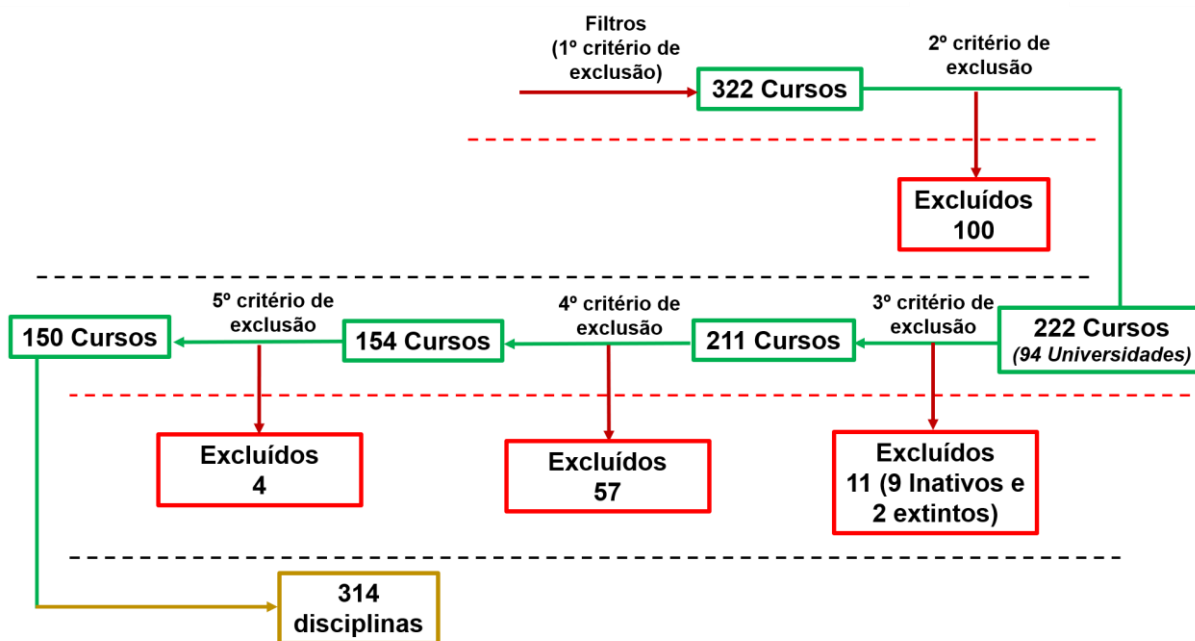 Filtros
(1º critério de
exclusão)
322 Cursos
2º critério de
exclusão
Excluídos
100
222 Cursos
(94 Universidades)
3º critério de
exclusão
211 Cursos
4º critério de
exclusão
154 Cursos
5º critério de
exclusão
150 Cursos
Excluídos
4
Excluídos
57
Excluídos
11 (9 Inativos e
2 extintos)
314
disciplinas